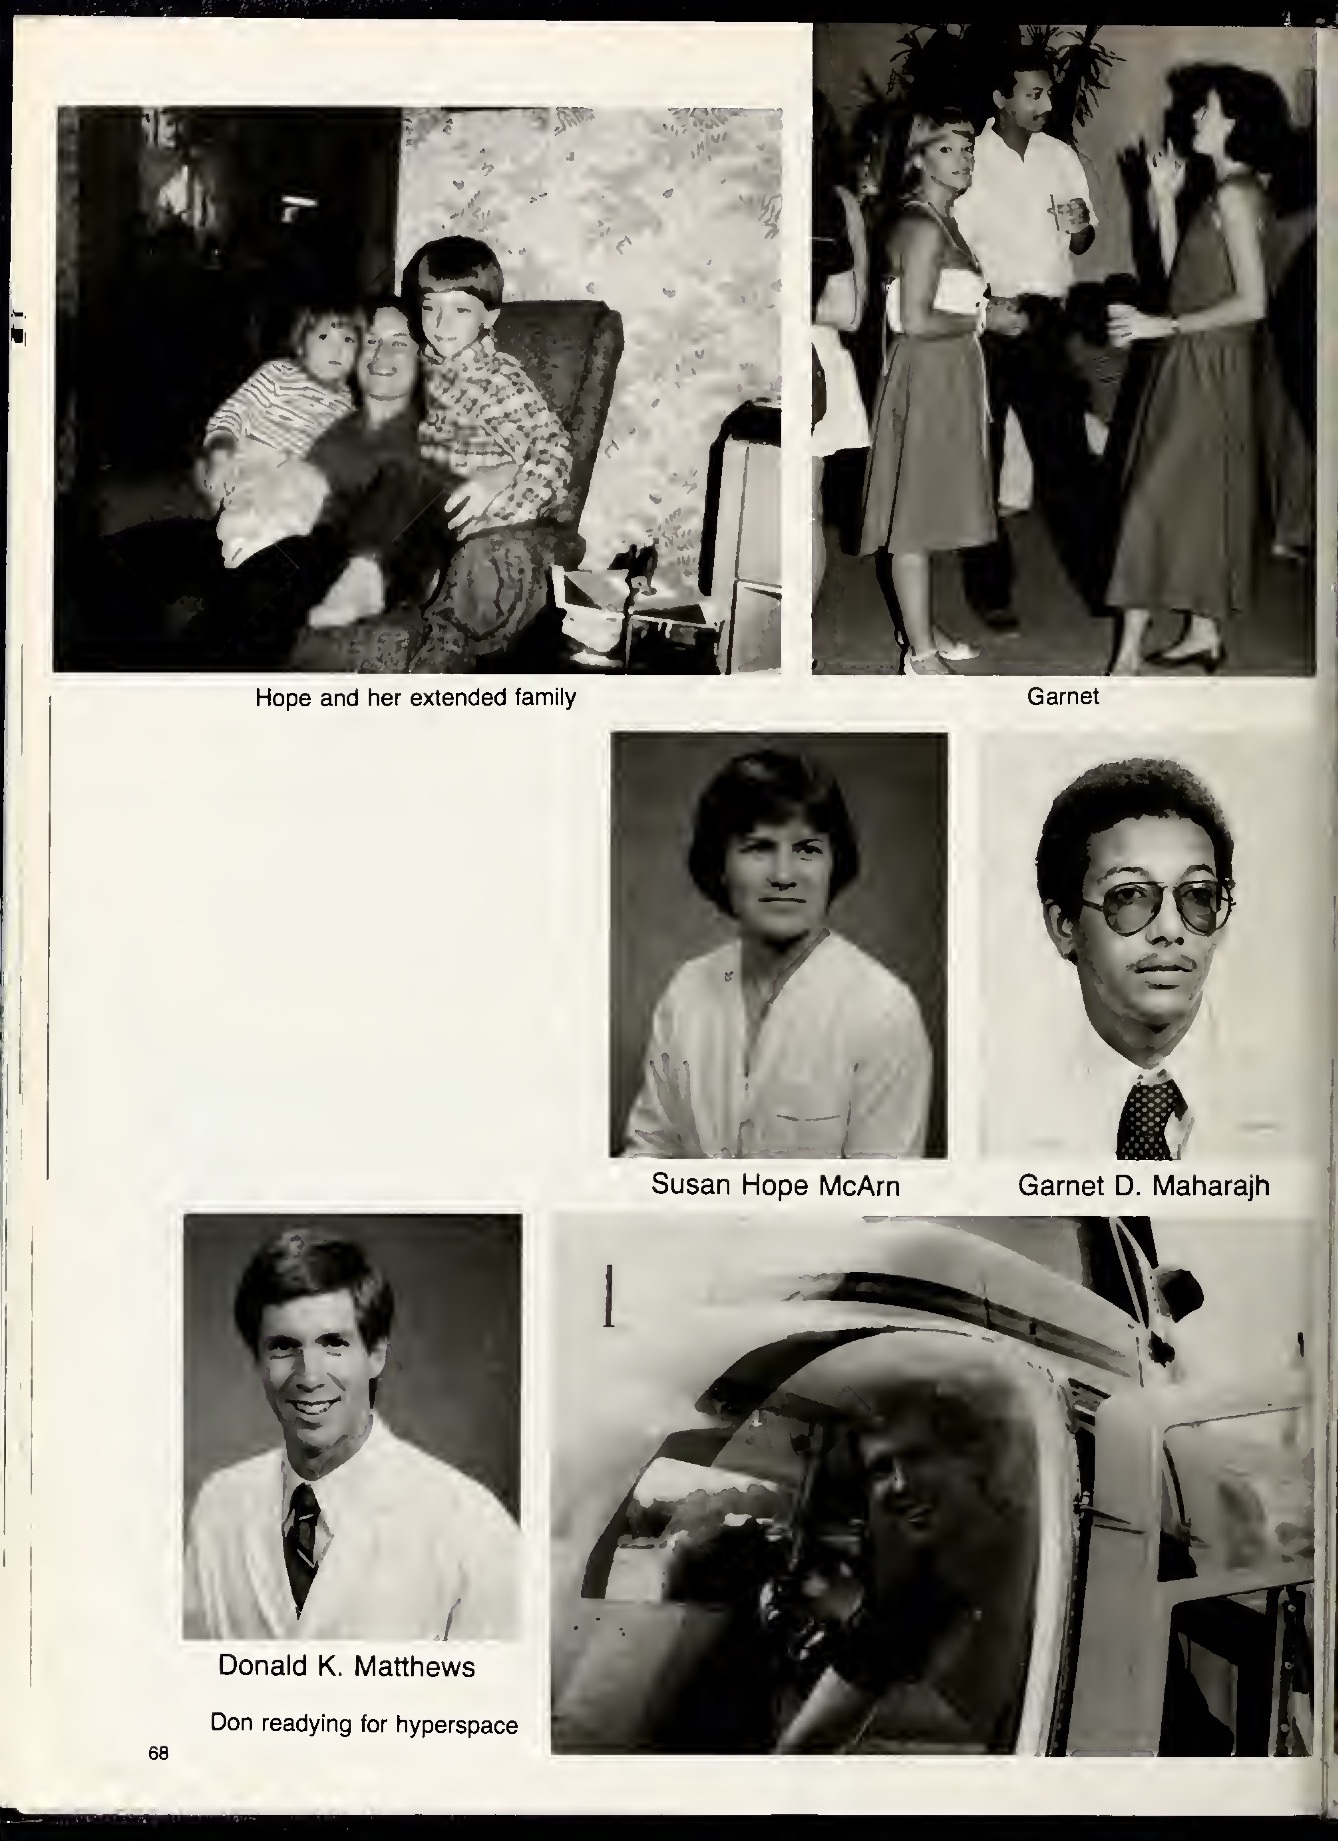 Hope and her extended family
Garnet
Susan Hope McArn
Garnet D. Maharajh
Donald K. Matthews
Don readying for hyperspace
68